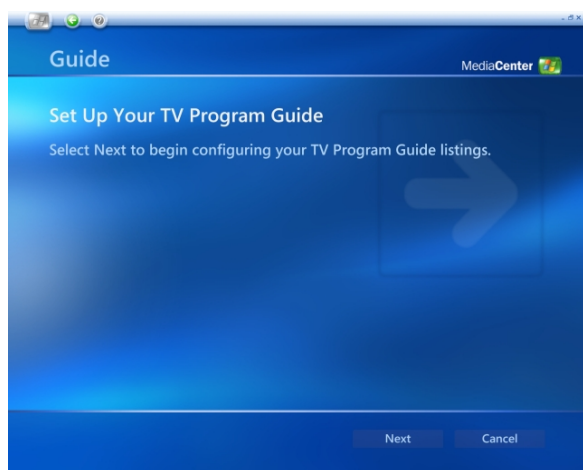 Guide
MediaCenter
Set Up Your TV Program Guide
Select Next to begin configuring your TV Program Guide listings.
Next Cancel